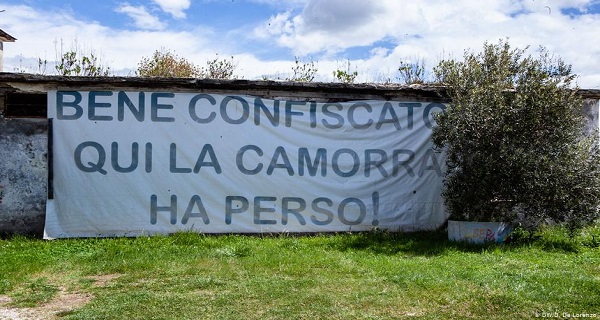 BENE CONFISCATO
QUI LA CAMORRA
HA PERSO!
© DW/D. De Lorenzo